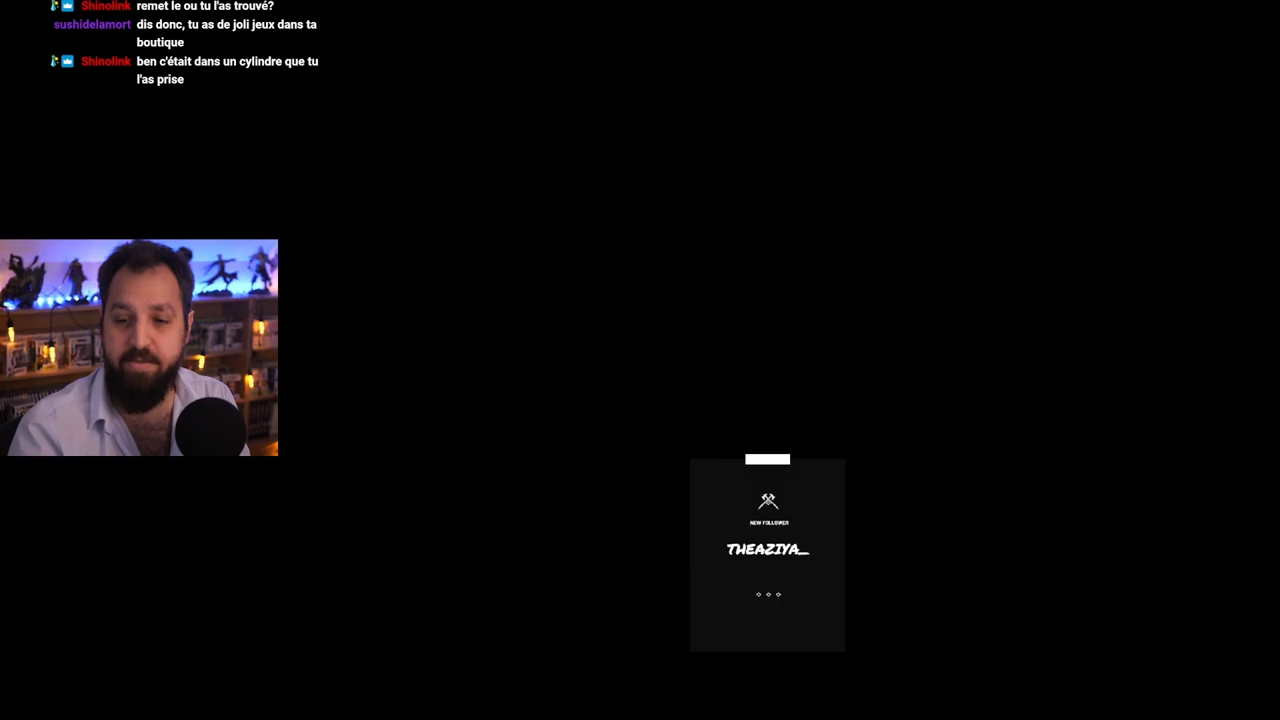 Shinolink remet le ou tu l'as trouvé?
sushidelamort dis donc, tu as de joli jeux dans ta
boutique
Shinolink ben c'était dans un cylindre que tu
l'as prise
NEW FOLLOWER
THEAZIYA_